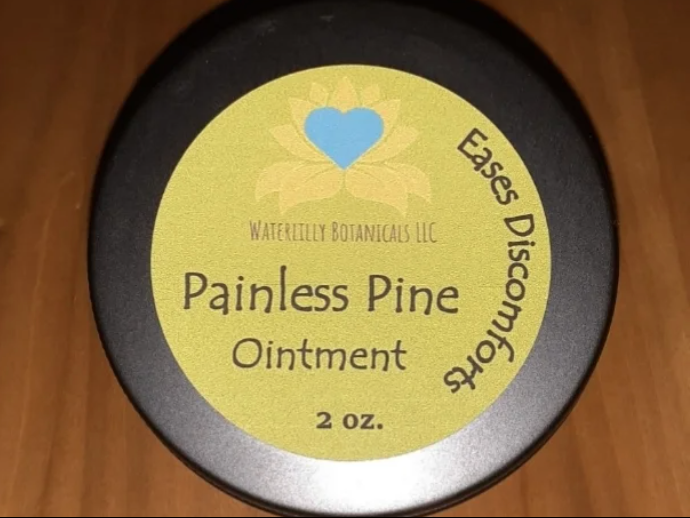 WATERLILLY BOTANICALS LLC
Painless Pine
Ointment
2 oz.
Eases Discomforts